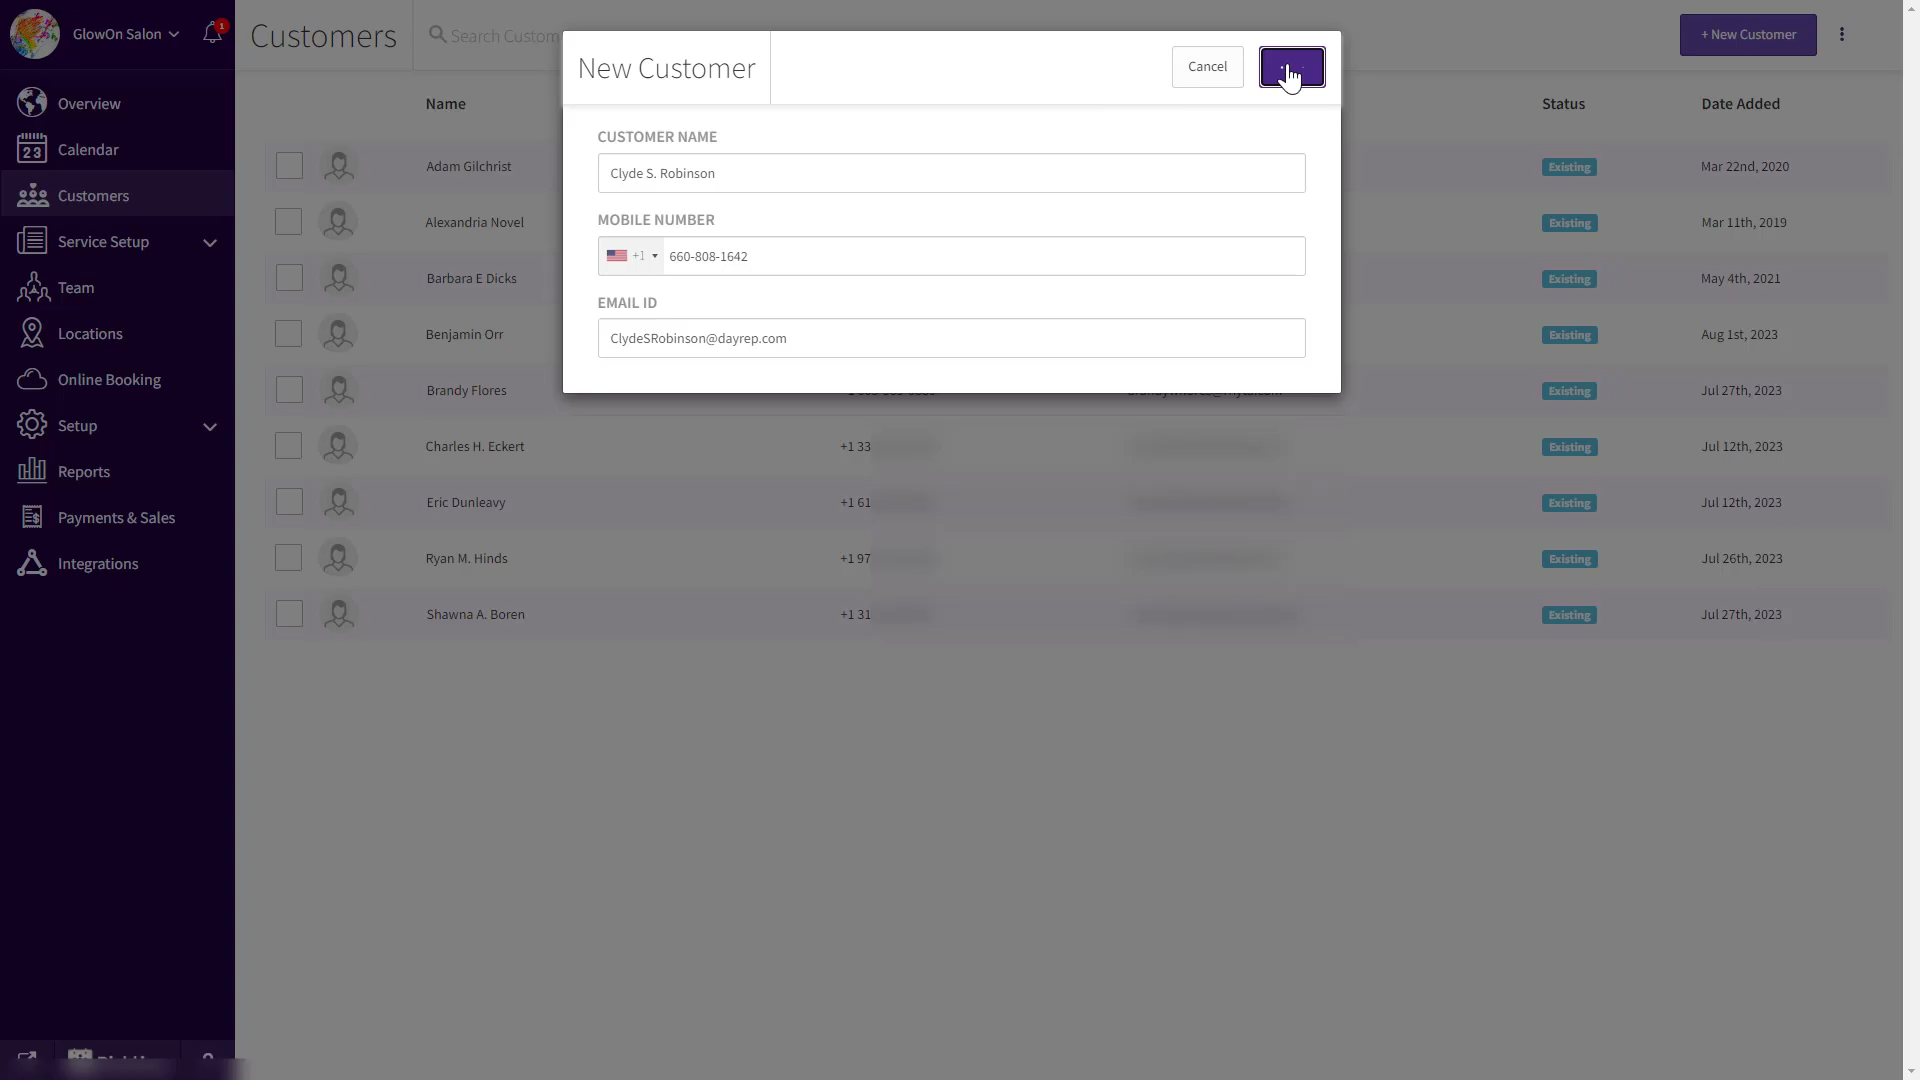 GlowOn Salon
1
Overview
23
Calendar
Customers
Service Setup
Team
Locations
Online Booking
Setup
Reports
Payments & Sales
Integrations
Customers
Search Custom
+ New Customer
New Customer
Cancel
CUSTOMER NAME
Clyde S. Robinson
MOBILE NUMBER
+1 660-808-1642
EMAIL ID
ClydeSRobinson@dayrep.com
Name Status Date Added
Adam Gilchrist Existing Mar 22nd, 2020
Alexandria Novel Existing Mar 11th, 2019
Barbara E Dicks Existing May 4th, 2021
Benjamin Orr Existing Aug 1st, 2023
Brandy Flores Existing Jul 27th, 2023
Charles H. Eckert +1 33 Existing Jul 12th, 2023
Eric Dunleavy +1 61 Existing Jul 12th, 2023
Ryan M. Hinds +1 97 Existing Jul 26th, 2023
Shawna A. Boren +1 31 Existing Jul 27th, 2023